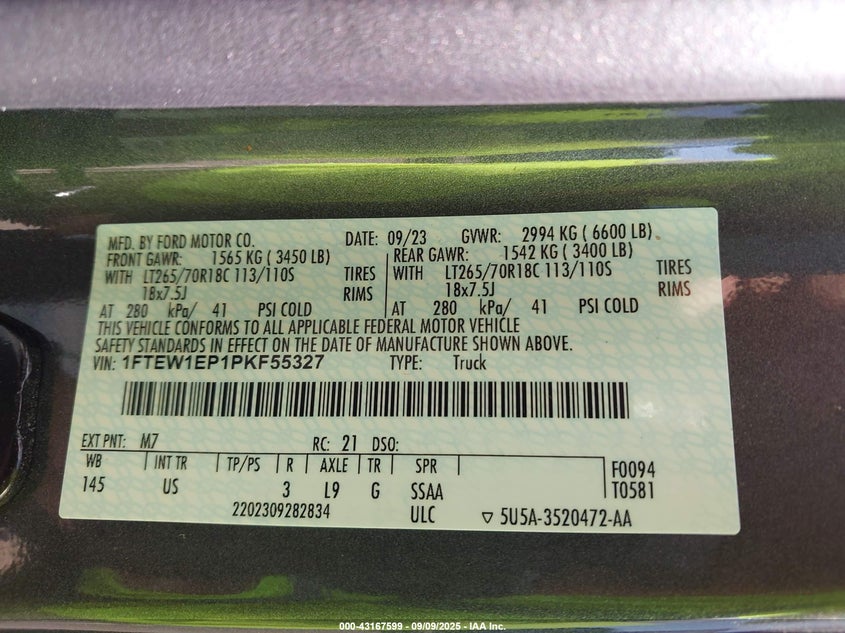 MFD. BY FORD MOTOR CO. DATE: 09/23 GVWR: 2994 KG ( 6600 LB)
FRONT GAWR: 1565 KG ( 3450 LB) REAR GAWR: 1542 KG ( 3400 LB)
WITH LT265/70R18C 113/110S TIRES WITH LT265/70R18C 113/110S TIRES
18x7.5J RIMS 18x7.5J RIMS
AT 280 kPa/ 41 PSI COLD AT 280 kPa/ 41 PSI COLD
THIS VEHICLE CONFORMS TO ALL APPLICABLE FEDERAL MOTOR VEHICLE
SAFETY STANDARDS IN EFFECT ON THE DATE OF MANUFACTURE SHOWN ABOVE.
VIN: 1FTEW1EP1PKF55327 TYPE: Truck
EXT PNT: M7 RC: 21 DSO:
WB INT TR TP/PS R AXLE TR SPR F0094
145 US 3 L9 G SSAA T0581
2202309282834 ULC ▽ 5U5A-3520472-AA
000-43167599 - 09/09/2025 - IAA Inc.